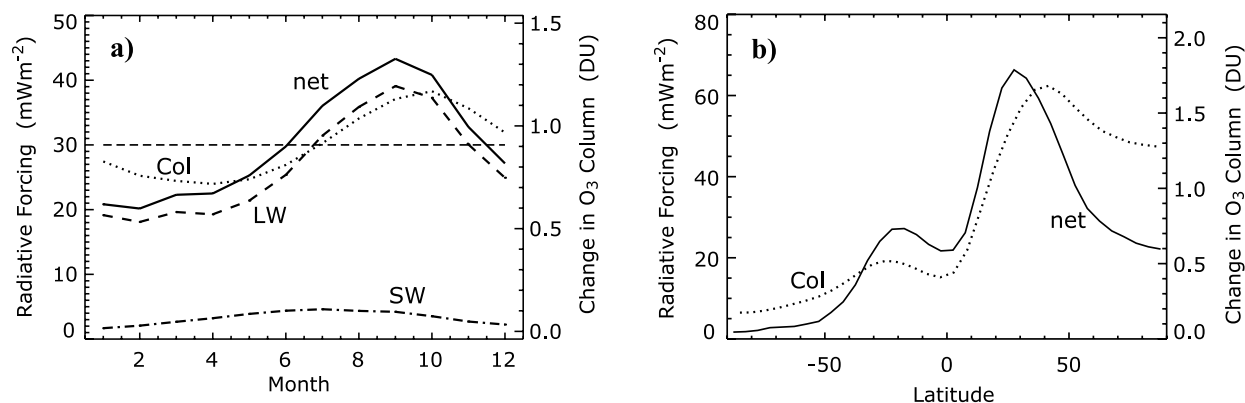 a)
Radiative Forcing (mWm⁻²)
50
40
30
20
10
0
net
Col
LW
SW
1.5
1.0
0.5
0.0
Change in O₃ Column (DU)
2 4 6 8 10 12
Month
b)
Radiative Forcing (mWm⁻²)
80
60
40
20
0
Col
net
2.0
1.5
1.0
0.5
0.0
Change in O₃ Column (DU)
-50 0 50
Latitude